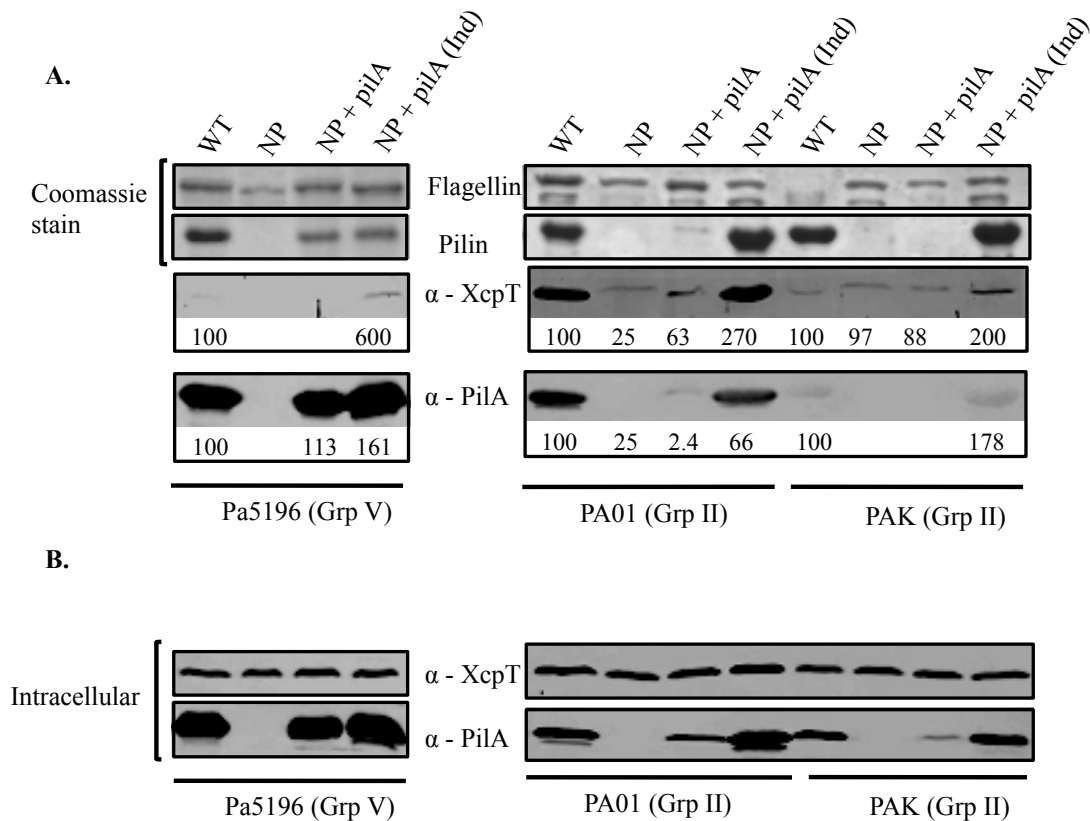 A.
WT NP NP + pilA NP + pilA (Ind) WT NP NP + pilA NP + pilA (Ind) WT NP NP + pilA NP + pilA (Ind)
Coomassie
stain
Flagellin
Pilin
α - XcpT
100 600 100 25 63 270 100 97 88 200
α - PilA
100 113 161 100 25 2.4 66 100 178
Pa5196 (Grp V) PA01 (Grp II) PAK (Grp II)
B.
Intracellular
α - XcpT
α - PilA
Pa5196 (Grp V) PA01 (Grp II) PAK (Grp II)